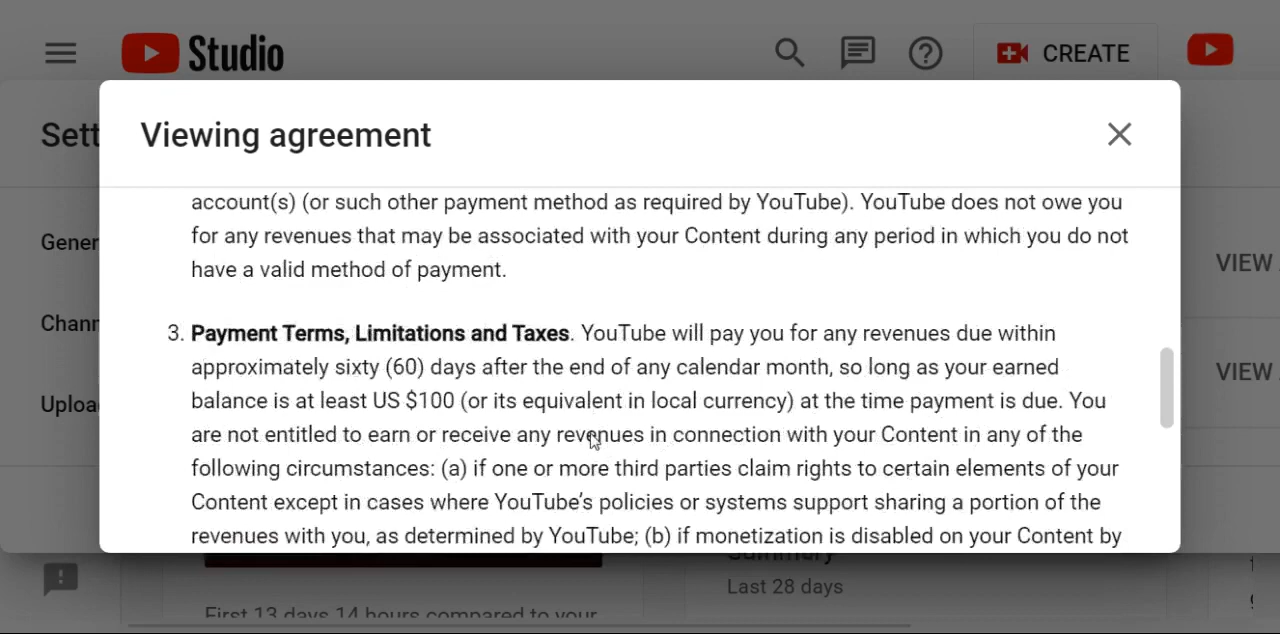 Studio
CREATE
Sett
Viewing agreement
Gener
Chann
Uploa
account(s) (or such other payment method as required by YouTube). YouTube does not owe you
for any revenues that may be associated with your Content during any period in which you do not
have a valid method of payment.
3. Payment Terms, Limitations and Taxes. YouTube will pay you for any revenues due within
approximately sixty (60) days after the end of any calendar month, so long as your earned
balance is at least US $100 (or its equivalent in local currency) at the time payment is due. You
are not entitled to earn or receive any revenues in connection with your Content in any of the
following circumstances: (a) if one or more third parties claim rights to certain elements of your
Content except in cases where YouTube’s policies or systems support sharing a portion of the
revenues with you, as determined by YouTube; (b) if monetization is disabled on your Content by
VIEW
VIEW
Summary
Last 28 days
First 13 days 14 hours compared to your